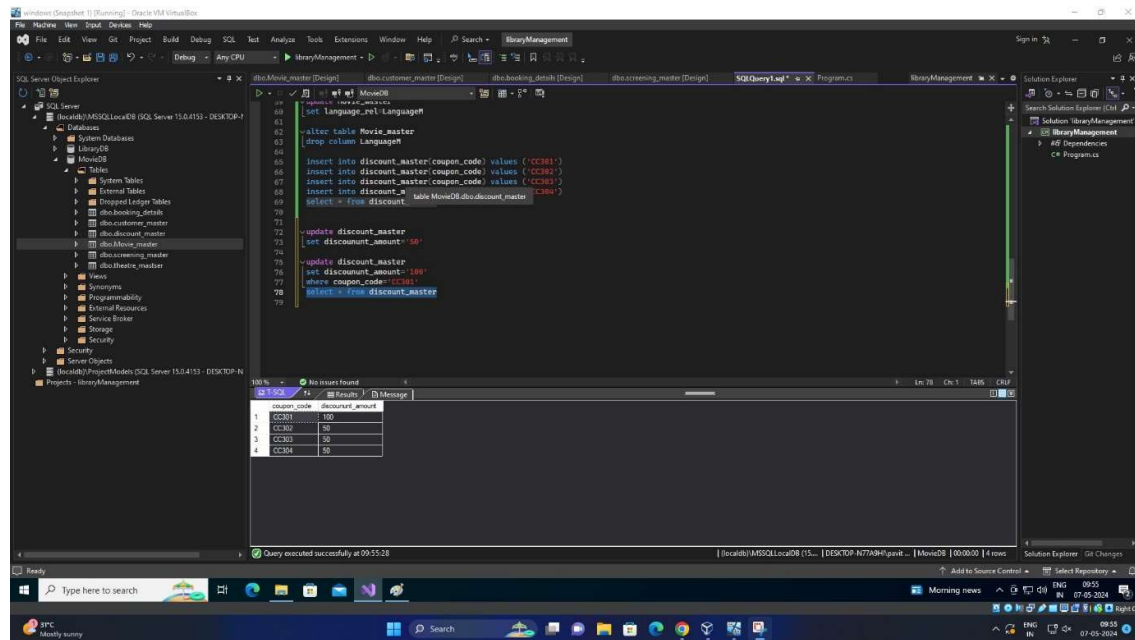 windows (Snapshot 1) [Running] - Oracle VM VirtualBox
File Machine View Input Devices Help
File Edit View Git Project Build Debug SQL Test Analyze Tools Extensions Window Help Search libraryManagement Sign in
Debug Any CPU libraryManagement
SQL Server Object Explorer
dbo.Movie_master [Design] dbo.customer_master [Design] dbo.booking_details [Design] dbo.screening_master [Design] SQLQuery1.sql* Program.cs libraryManagement
Solution Explorer
MovieDB
Search Solution Explorer (Ctrl
Solution 'libraryManagement'
libraryManagement
Dependencies
C# Program.cs
SQL Server
(localdb)\MSSQLLocalDB (SQL Server 15.0.4153 - DESKTOP-
Databases
System Databases
LibraryDB
MovieDB
Tables
System Tables
External Tables
Dropped Ledger Tables
dbo.booking_details
dbo.customer_master
dbo.discount_master
dbo.Movie_master
dbo.screening_master
dbo.theatre_mastser
Views
Synonyms
Programmability
External Resources
Service Broker
Storage
Security
Security
Server Objects
(localdb)\ProjectModels (SQL Server 15.0.4153 - DESKTOP-N
Projects - libraryManagement
59 update Movie_master
60 set language_rel=LanguageM
61
62 alter table Movie_master
63 drop column LanguageM
64
65 insert into discount_master(coupon_code) values ('CC301')
66 insert into discount_master(coupon_code) values ('CC302')
67 insert into discount_master(coupon_code) values ('CC303')
68 insert into discount_m CC304')
table MovieDB.dbo.discount_master
69 select * from discount_
70
71
72 update discount_master
73 set discoununt_amount='50'
74
75 update discount_master
76 set discoununt_amount='100'
77 where coupon_code='CC301'
78 select * from discount_master
79
100 % No issues found Ln: 78 Ch: 1 TABS CRLF
T-SQL Results Message
coupon_code discoununt_amount
1 CC301 100
2 CC302 50
3 CC303 50
4 CC304 50
Query executed successfully at 09:55:28 (localdb)\MSSQLLocalDB (15.... DESKTOP-N77A9H\pavit ... MovieDB 00:00:00 4 rows
Solution Explorer Git Changes
Ready Add to Source Control Select Repository
Type here to search Morning news ENG IN 09:55 07-05-2024
Right C
31°C
Mostly sunny
Search
ENG IN 09:55 07-05-2024